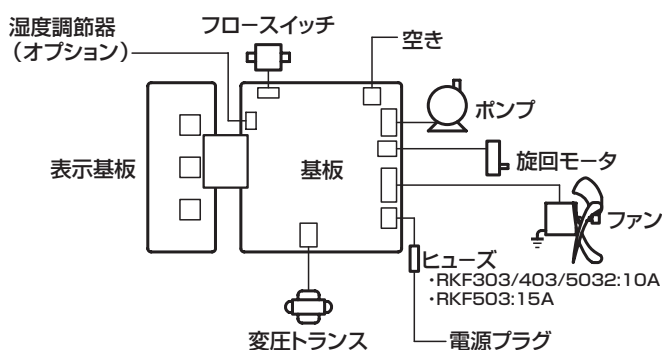 湿度調節器
（オプション）
フロースイッチ
空き
ポンプ
表示基板
基板
旋回モータ
ファン
ヒューズ
・RKF303/403/5032:10A
・RKF503:15A
変圧トランス
電源プラグ